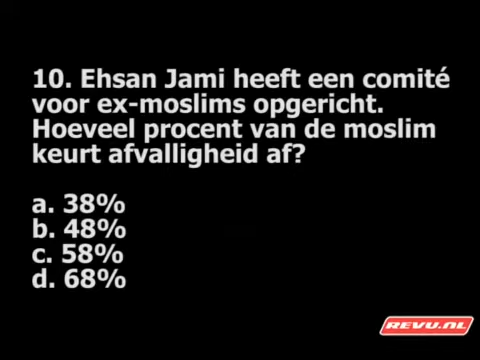 10. Ehsan Jami heeft een comité
voor ex-moslims opgericht.
Hoeveel procent van de moslim
keurt afvalligheid af?
a. 38%
b. 48%
c. 58%
d. 68%
REVU.NL